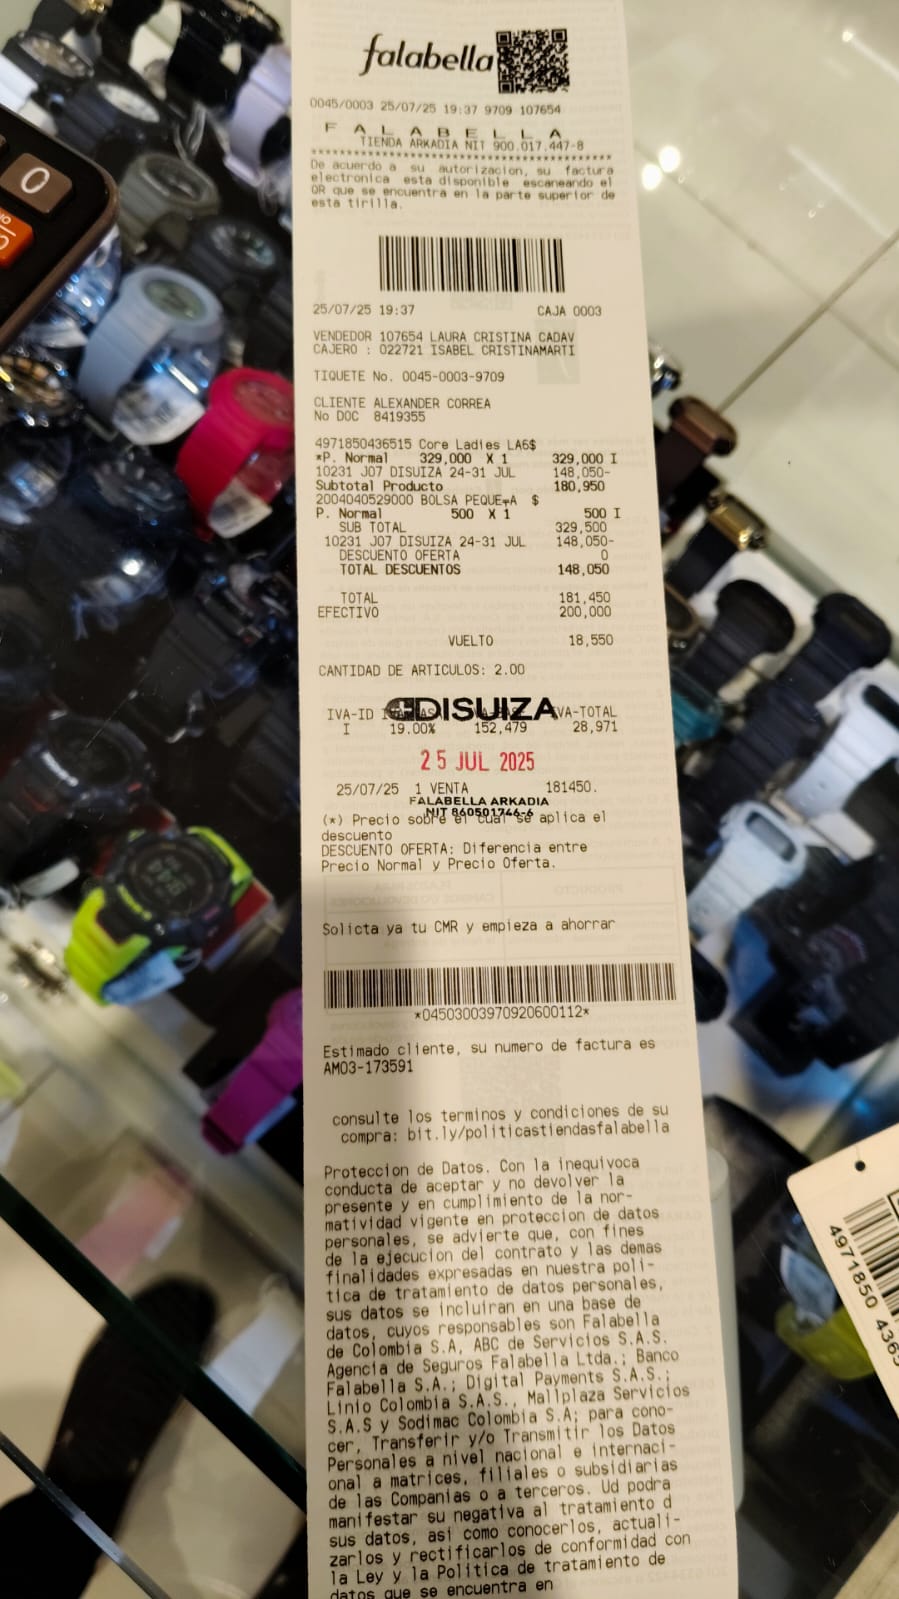 falabella
0045/0003 25/07/25 19:37 9709 107654
F A L A B E L L A
TIENDA ARKADIA NIT 900.017.447-8
****************************************
De acuerdo a su autorizacion, su factura
electronica esta disponible escaneando el
QR que se encuentra en la parte superior de
esta tirilla.
25/07/25 19:37 CAJA 0003
VENDEDOR 107654 LAURA CRISTINA CADAV
CAJERO : 022721 ISABEL CRISTINAMARTI
TIQUETE No. 0045-0003-9709
CLIENTE ALEXANDER CORREA
No DOC 8419355
4971850436515 Core Ladies LA6$
*P. Normal 329,000 X 1 329,000 I
10231 J07 DISUIZA 24-31 JUL 148,050-
Subtotal Producto 180,950
2004040529000 BOLSA PEQUE¬A $
P. Normal 500 X 1 500 I
SUB TOTAL 329,500
10231 J07 DISUIZA 24-31 JUL 148,050-
DESCUENTO OFERTA 0
TOTAL DESCUENTOS 148,050
TOTAL 181,450
EFECTIVO 200,000
VUELTO 18,550
CANTIDAD DE ARTICULOS: 2.00
DISUIZA
IVA-ID IVA-TOTAL
I 19.00% 152,479 28,971
25 JUL 2025
25/07/25 1 VENTA 181450.
FALABELLA ARKADIA
NIT 860501744-6
(*) Precio sobre el cual se aplica el
descuento
DESCUENTO OFERTA: Diferencia entre
Precio Normal y Precio Oferta.
Solicta ya tu CMR y empieza a ahorrar
*04503003970920600112*
Estimado cliente, su numero de factura es
AM03-173591
consulte los terminos y condiciones de su
compra: bit.ly/politicastiendasfalabella
Proteccion de Datos. Con la inequivoca
conducta de aceptar y no devolver la
presente y en cumplimiento de la nor-
matividad vigente en proteccion de datos
personales, se advierte que, con fines
de la ejecucion del contrato y las demas
finalidades expresadas en nuestra poli-
tica de tratamiento de datos personales,
sus datos se incluiran en una base de
datos, cuyos responsables son Falabella
de Colombia S.A, ABC de Servicios S.A.S.
Agencia de Seguros Falabella Ltda.; Banco
Falabella S.A.; Digital Payments S.A.S.;
Linio Colombia S.A.S., Mallplaza Servicios
S.A.S y Sodimac Colombia S.A; para cono-
cer, Transferir y/o Transmitir los Datos
Personales a nivel nacional e internaci-
onal a matrices, filiales o subsidiarias
de las Companias o a terceros. Ud podra
manifestar su negativa al tratamiento d
sus datos, asi como conocerlos, actuali-
zarlos y rectificarlos de conformidad con
la Ley y la Politica de tratamiento de
datos que se encuentra en
0
%
4971850 4365